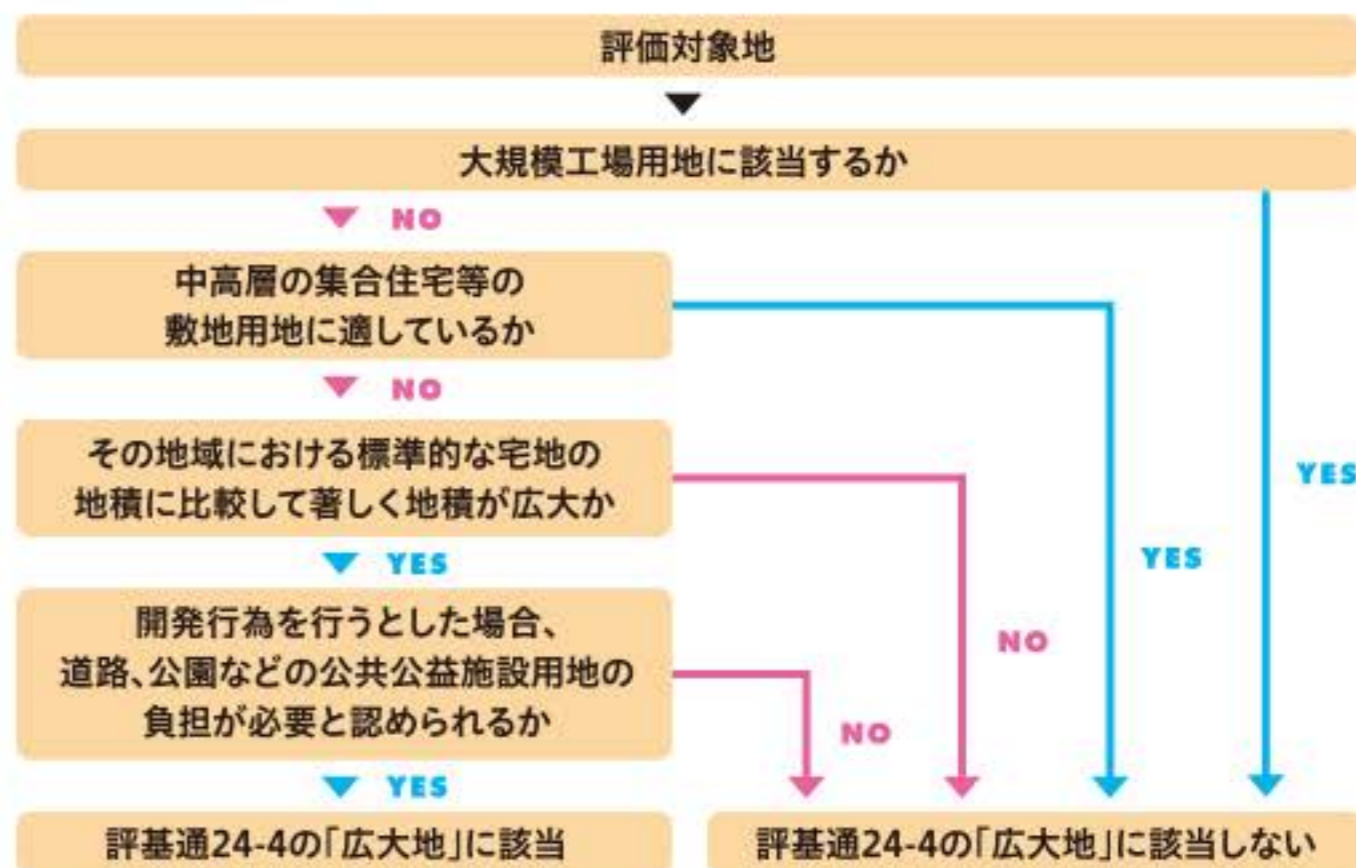 評価対象地
大規模工場用地に該当するか
NO
中高層の集合住宅等の
敷地用地に適しているか
NO
その地域における標準的な宅地の
地積に比較して著しく地積が広大か
YES
YES
YES
開発行為を行うとした場合、
道路、公園などの公共公益施設用地の
負担が必要と認められるか
NO
NO
YES
評基通24-4の「広大地」に該当
評基通24-4の「広大地」に該当しない